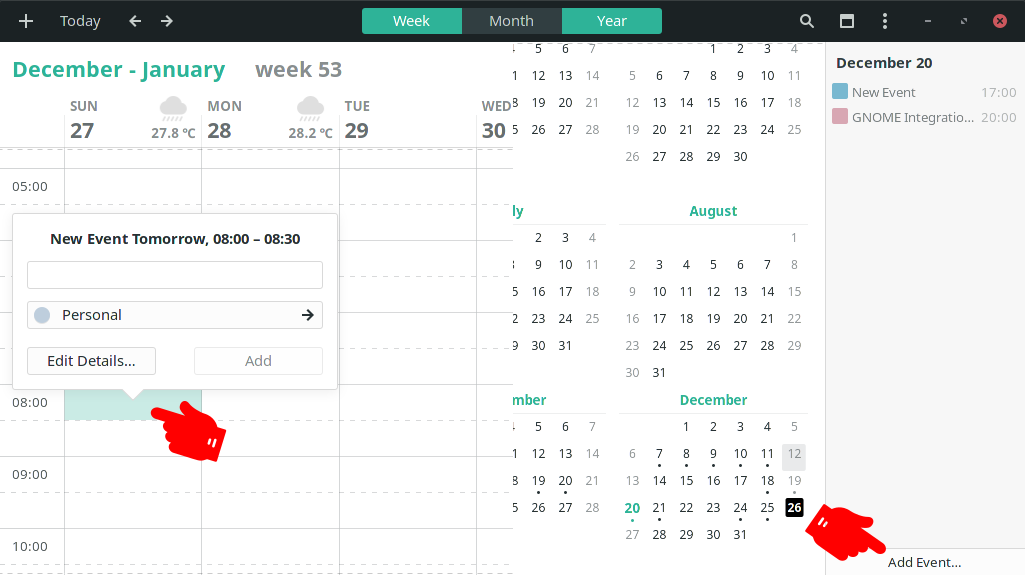 Today
Week Month Year
December - January week 53
SUN MON TUE WED
27 27.8 °C 28 28.2 °C 29 30
05:00
New Event Tomorrow, 08:00 – 08:30
Personal
Edit Details... Add
08:00
09:00
10:00
5 6 7
12 13 14
18 19 20 21
25 26 27 28
1 2 3 4
5 6 7 8 9 10 11
12 13 14 15 16 17 18
19 20 21 22 23 24 25
26 27 28 29 30
ly
2 3 4
9 10 11
16 17 18
23 24 25
30 31
August
1
2 3 4 5 6 7 8
9 10 11 12 13 14 15
16 17 18 19 20 21 22
23 24 25 26 27 28 29
30 31
mber
5 6 7
12 13 14
19 20 21
26 27 28
December
1 2 3 4 5
6 7 8 9 10 11 12
13 14 15 16 17 18 19
20 21 22 23 24 25 26
27 28 29 30 31
December 20
New Event 17:00
GNOME Integratio... 20:00
Add Event...